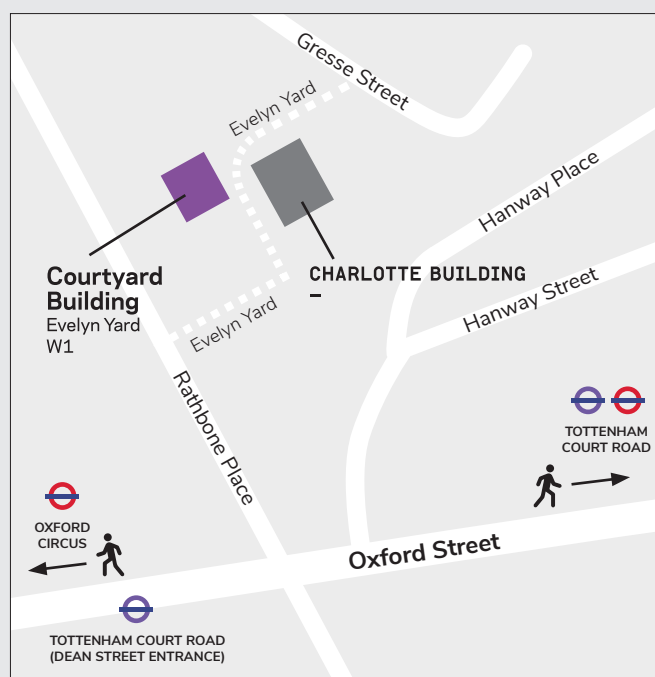 Gresse Street
Evelyn Yard
Hanway Place
Courtyard
Building
Evelyn Yard
W1
CHARLOTTE BUILDING
–
Hanway Street
Evelyn Yard
Rathbone Place
TOTTENHAM
COURT ROAD
OXFORD
CIRCUS
Oxford Street
TOTTENHAM COURT ROAD
(DEAN STREET ENTRANCE)